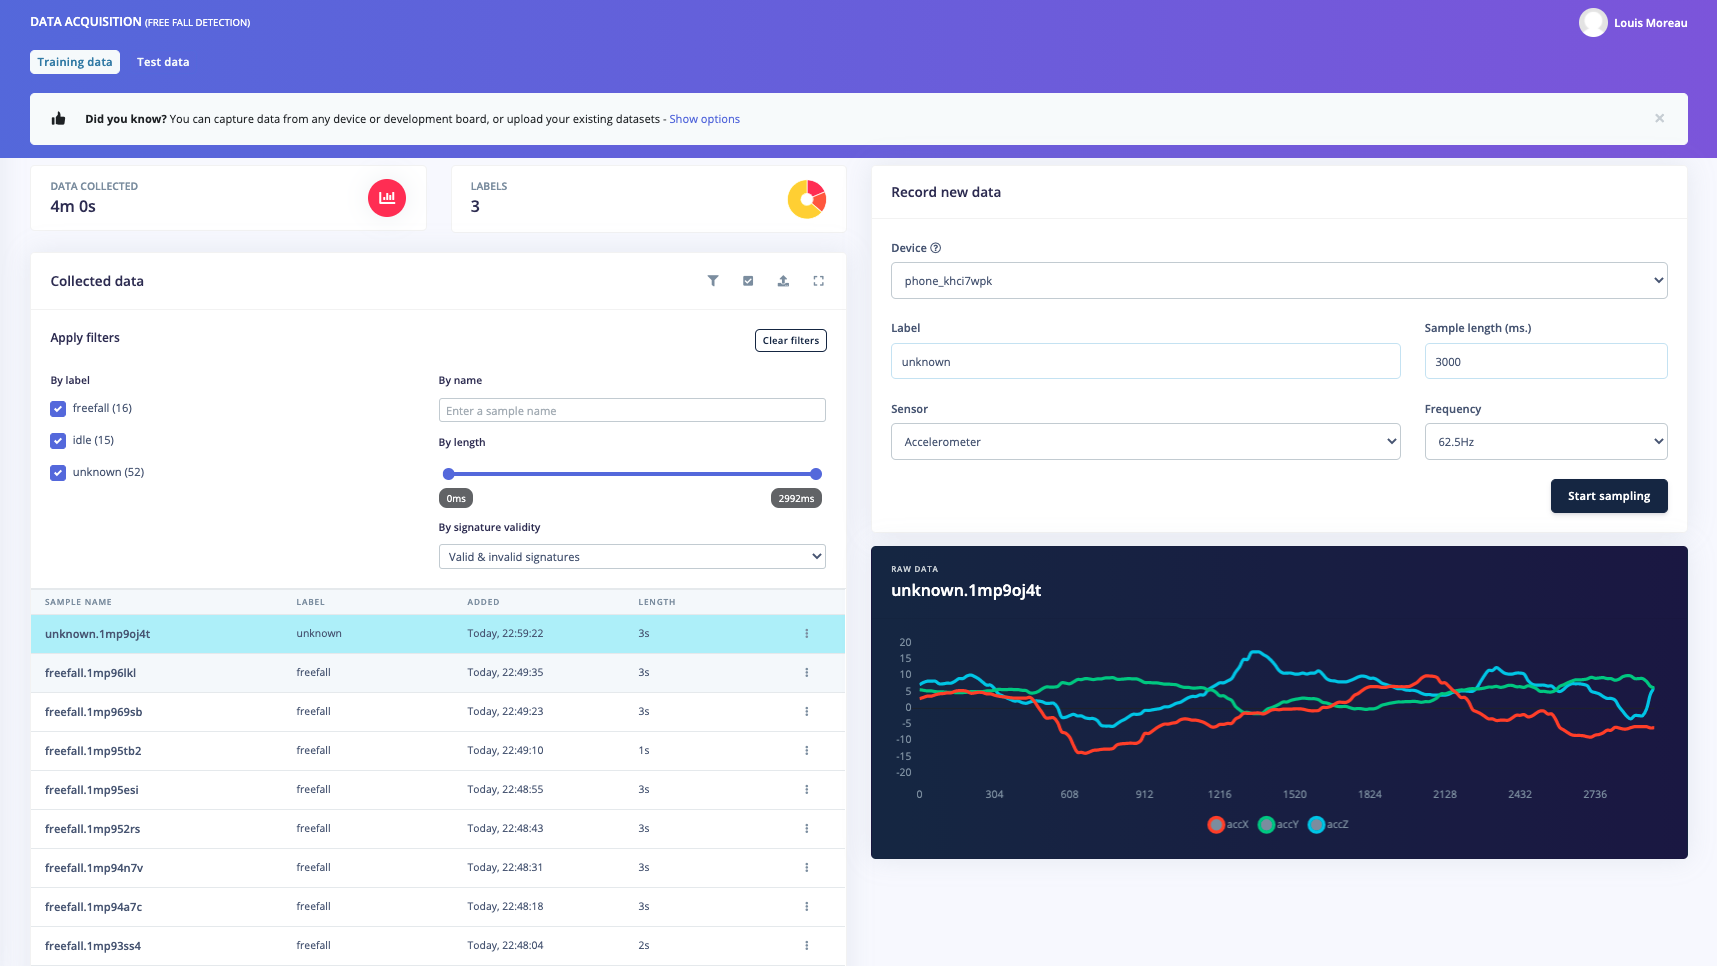 DATA ACQUISITION (FREE FALL DETECTION)
Louis Moreau
Training data
Test data
Did you know? You can capture data from any device or development board, or upload your existing datasets - Show options
×
DATA COLLECTED
4m 0s
LABELS
3
Collected data
Apply filters
Clear filters
By label
freefall (16)
idle (15)
unknown (52)
By name
Enter a sample name
By length
0ms
2992ms
By signature validity
Valid & invalid signatures
SAMPLE NAME LABEL ADDED LENGTH
unknown.1mp9oj4t unknown Today, 22:59:22 3s
freefall.1mp96lkl freefall Today, 22:49:35 3s
freefall.1mp969sb freefall Today, 22:49:23 3s
freefall.1mp95tb2 freefall Today, 22:49:10 1s
freefall.1mp95esi freefall Today, 22:48:55 3s
freefall.1mp952rs freefall Today, 22:48:43 3s
freefall.1mp94n7v freefall Today, 22:48:31 3s
freefall.1mp94a7c freefall Today, 22:48:18 3s
freefall.1mp93ss4 freefall Today, 22:48:04 2s
Record new data
Device ?
phone_khci7wpk
Label
unknown
Sample length (ms.)
3000
Sensor
Accelerometer
Frequency
62.5Hz
Start sampling
RAW DATA
unknown.1mp9oj4t
20
15
10
5
0
-5
-10
-15
-20
0 304 608 912 1216 1520 1824 2128 2432 2736
accX accY accZ